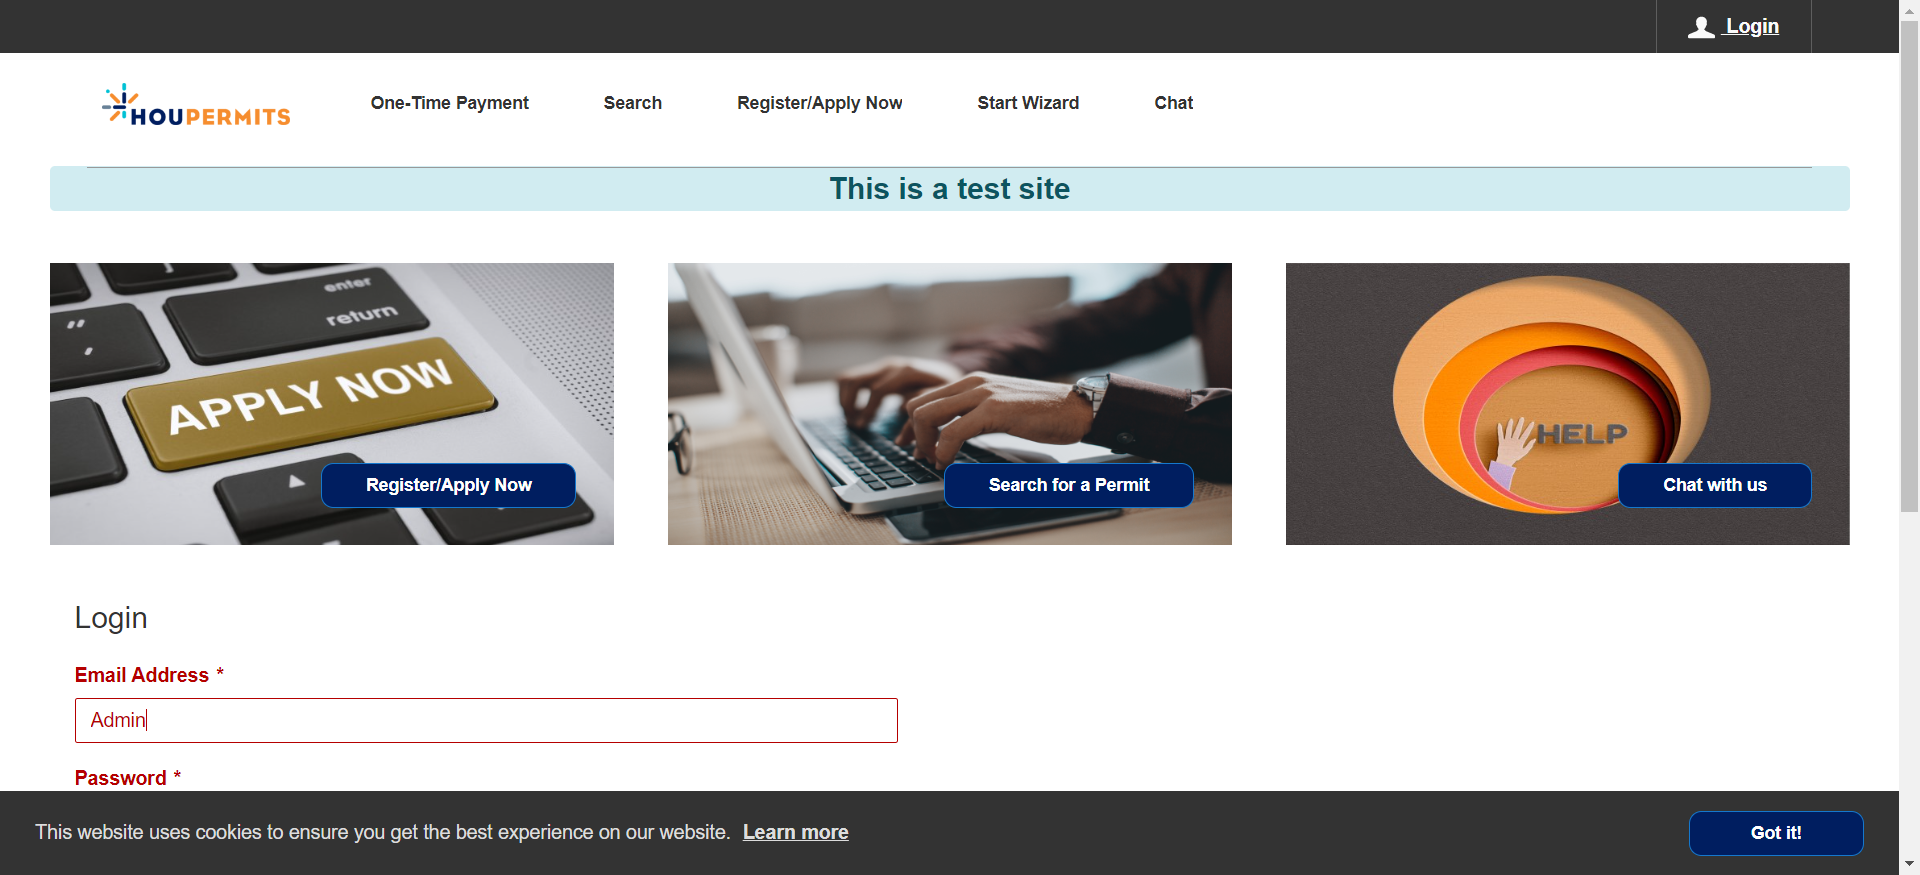 Login
HOUPERMITS
One-Time Payment
Search
Register/Apply Now
Start Wizard
Chat
This is a test site
enter
return
APPLY NOW
Register/Apply Now
Search for a Permit
HELP
Chat with us
Login
Email Address *
Admin
Password *
This website uses cookies to ensure you get the best experience on our website. Learn more
Got it!